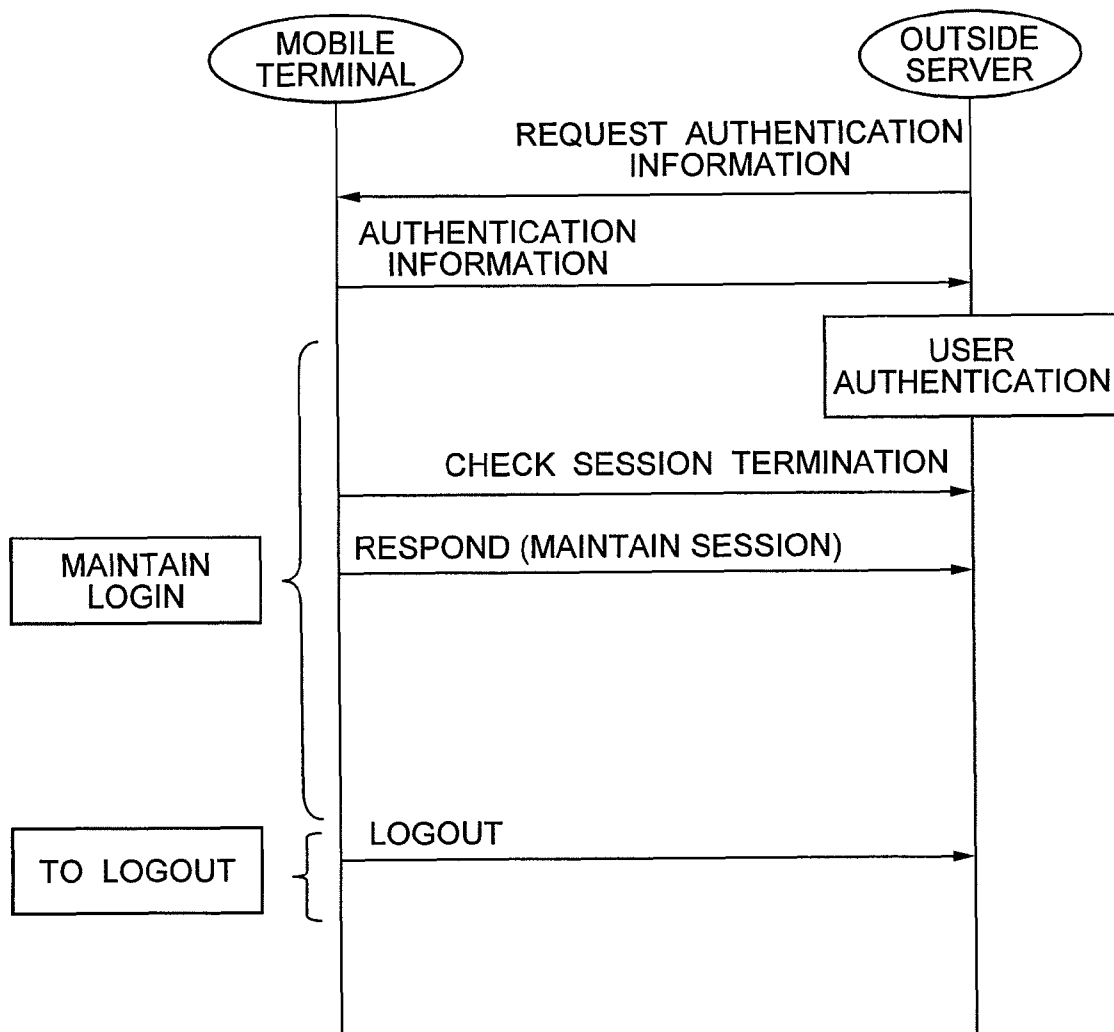 MOBILE
TERMINAL
OUTSIDE
SERVER
REQUEST AUTHENTICATION
INFORMATION
AUTHENTICATION
INFORMATION
USER
AUTHENTICATION
CHECK SESSION TERMINATION
RESPOND (MAINTAIN SESSION)
MAINTAIN
LOGIN
LOGOUT
TO LOGOUT